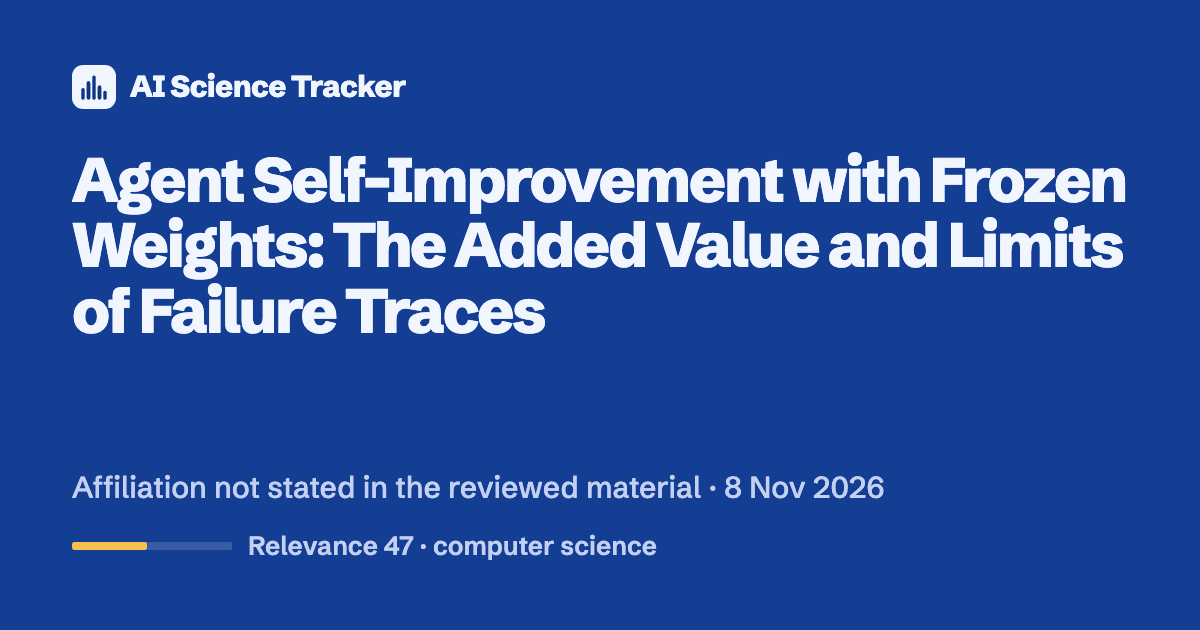 AI Science Tracker
Agent Self-Improvement with Frozen
Weights: The Added Value and Limits
of Failure Traces
Affiliation not stated in the reviewed material · 8 Nov 2026
Relevance 47 · computer science